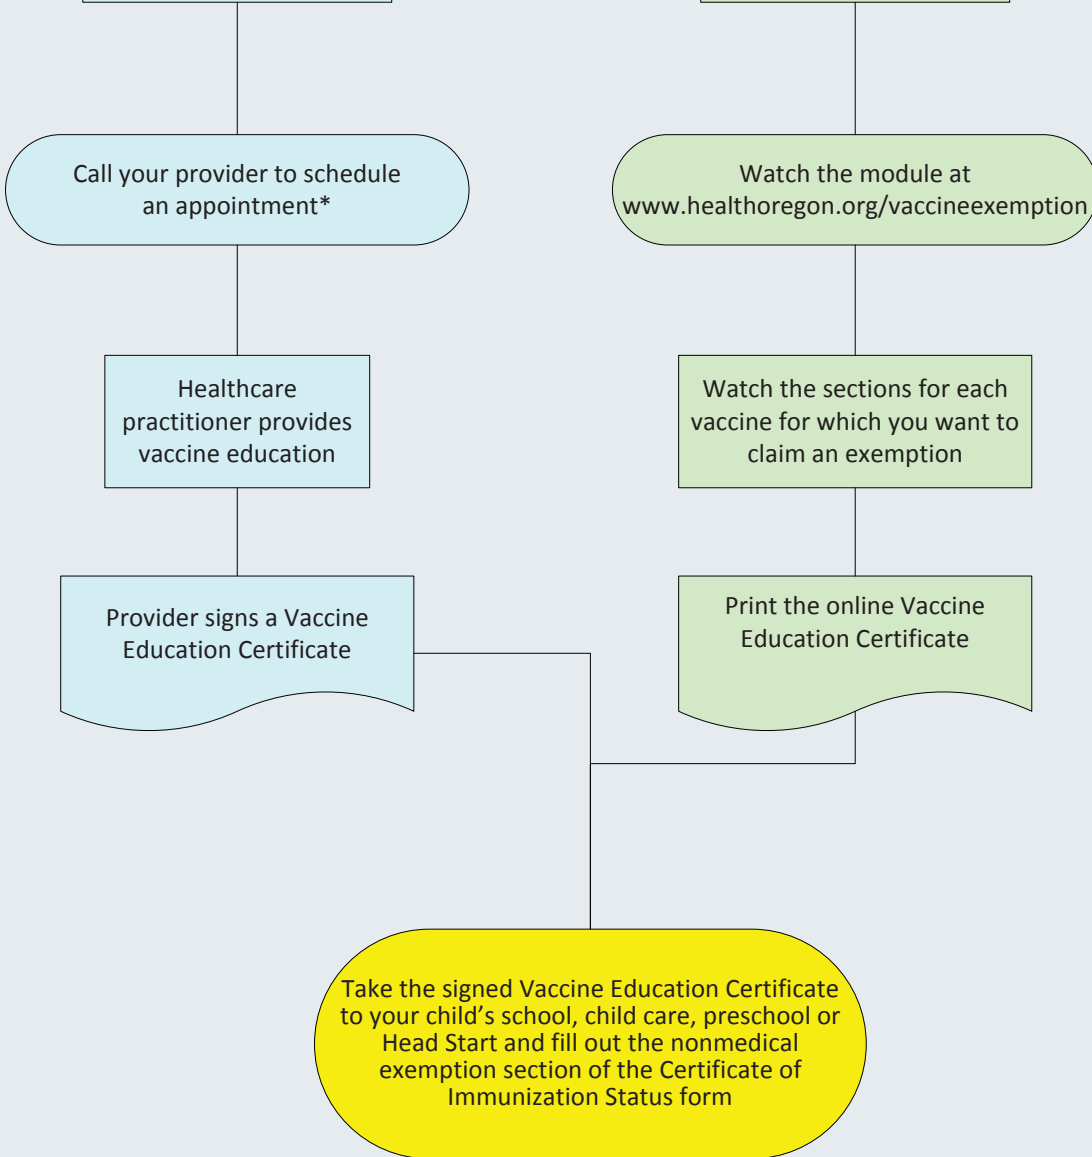 Call your provider to schedule
an appointment*
Watch the module at
www.healthoregon.org/vaccineexemption
Healthcare
practitioner provides
vaccine education
Watch the sections for each
vaccine for which you want to
claim an exemption
Provider signs a Vaccine
Education Certificate
Print the online Vaccine
Education Certificate
Take the signed Vaccine Education Certificate
to your child’s school, child care, preschool or
Head Start and fill out the nonmedical
exemption section of the Certificate of
Immunization Status form